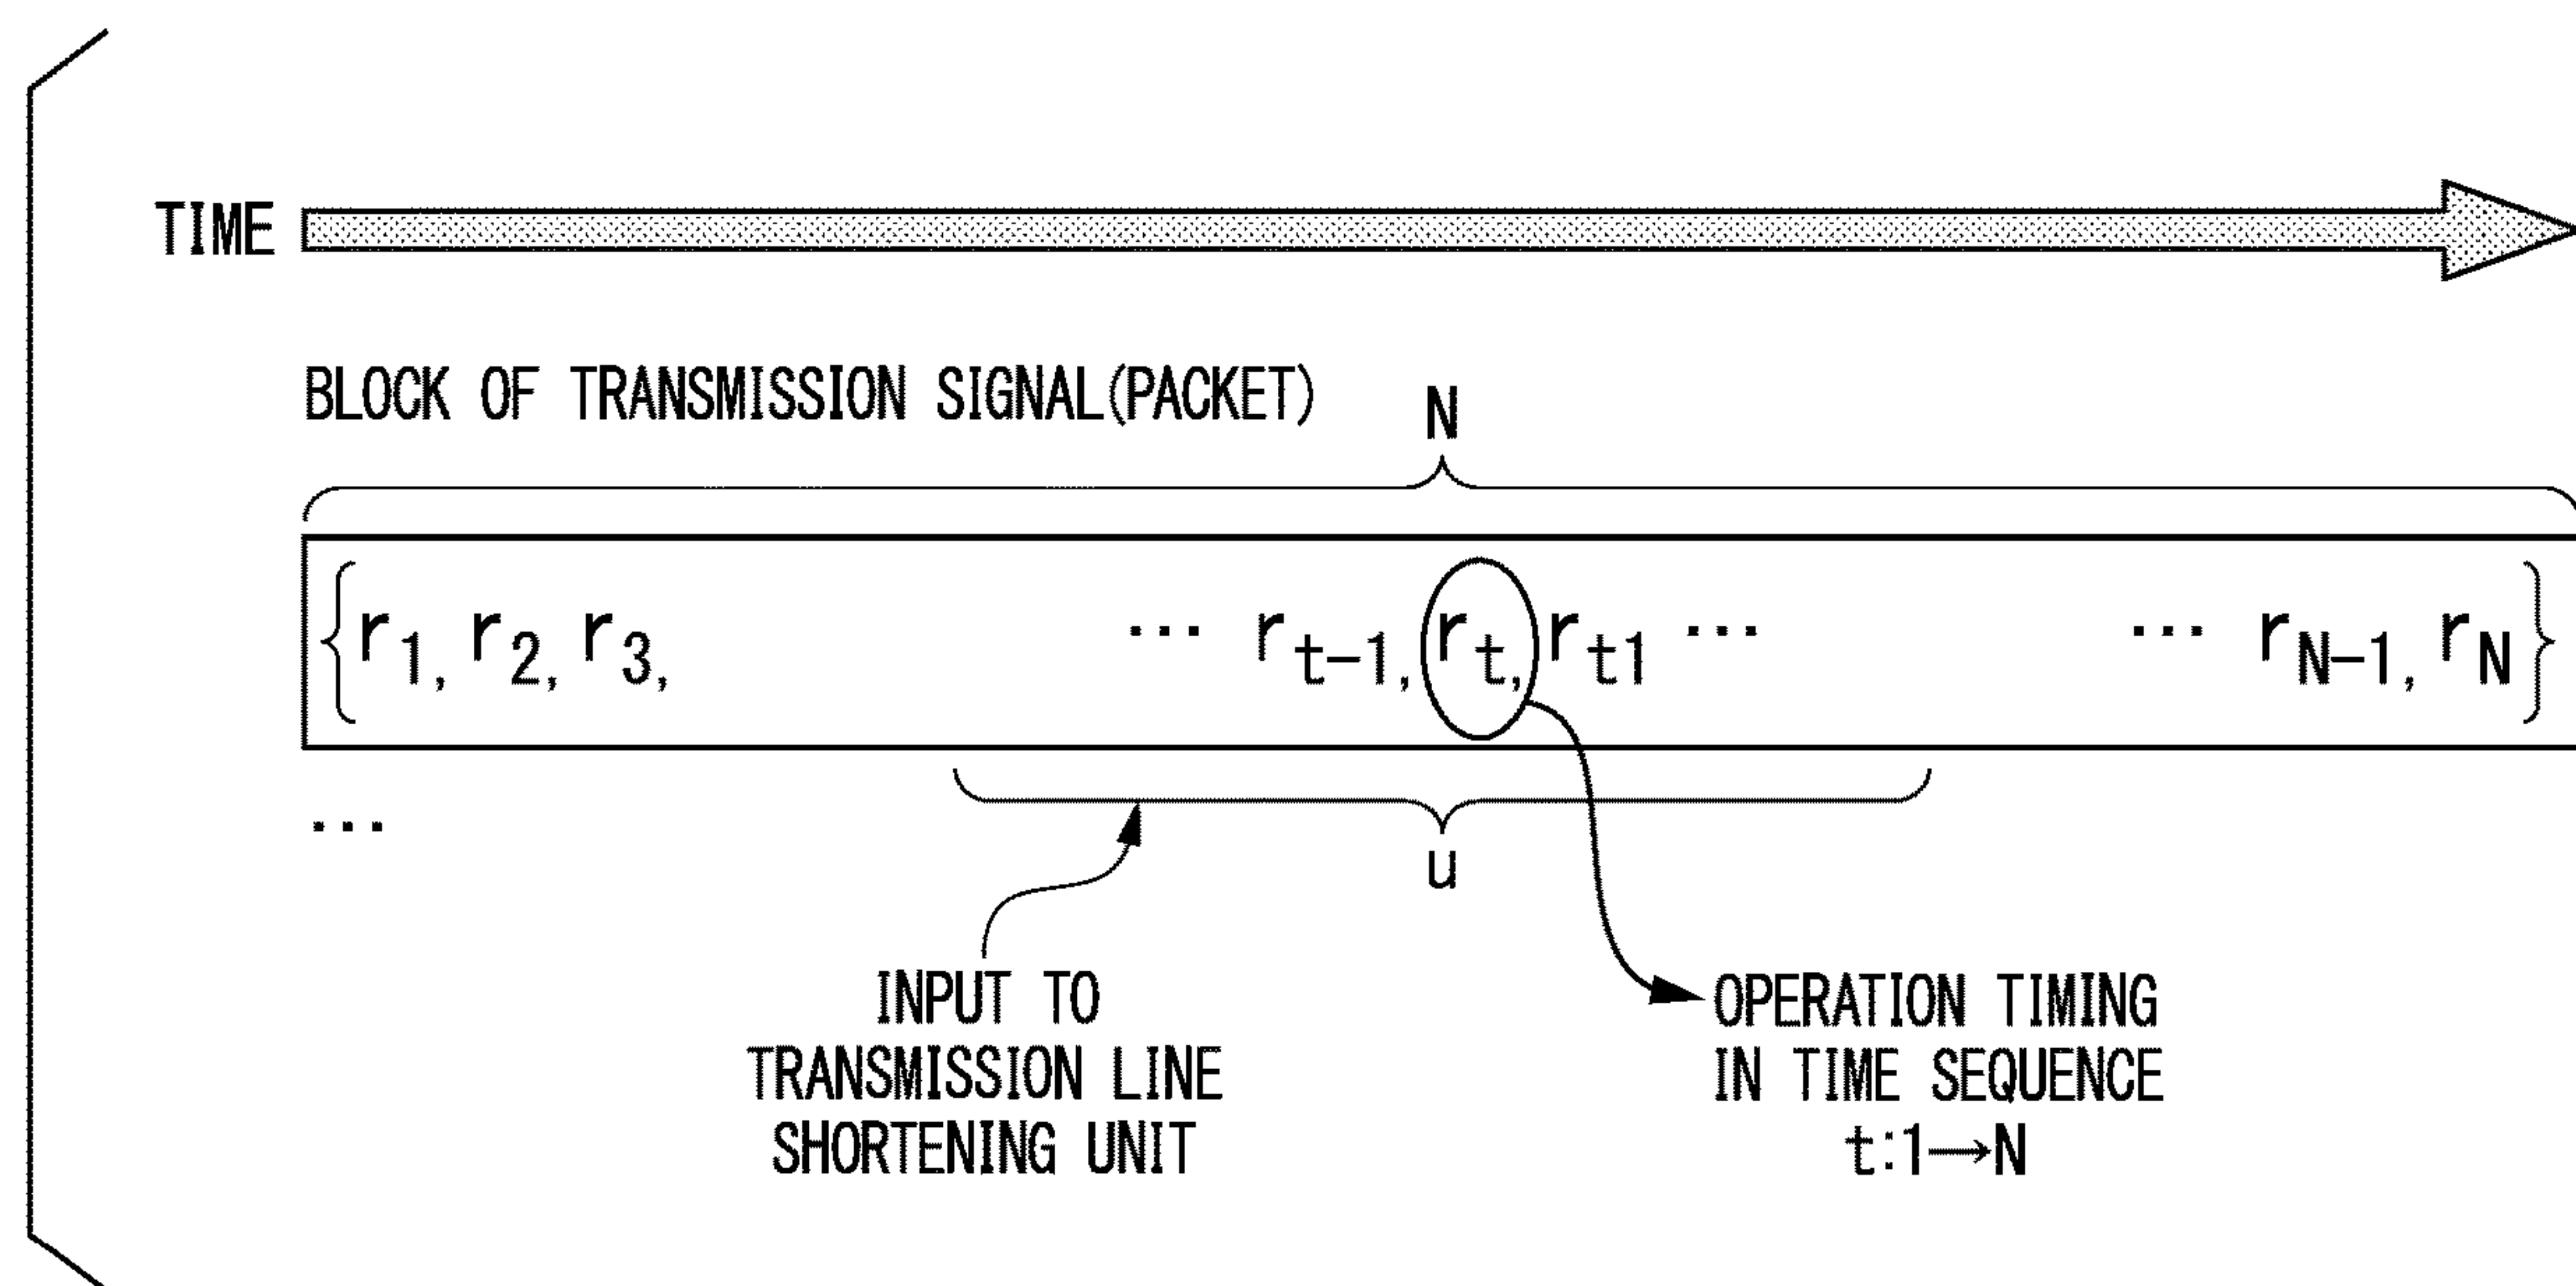 TIME
BLOCK OF TRANSMISSION SIGNAL(PACKET)
N
{r1, r2, r3, ··· rt-1, rt, rt1 ··· ··· rN-1, rN}
···
u
INPUT TO
TRANSMISSION LINE
SHORTENING UNIT
OPERATION TIMING
IN TIME SEQUENCE
t:1→N